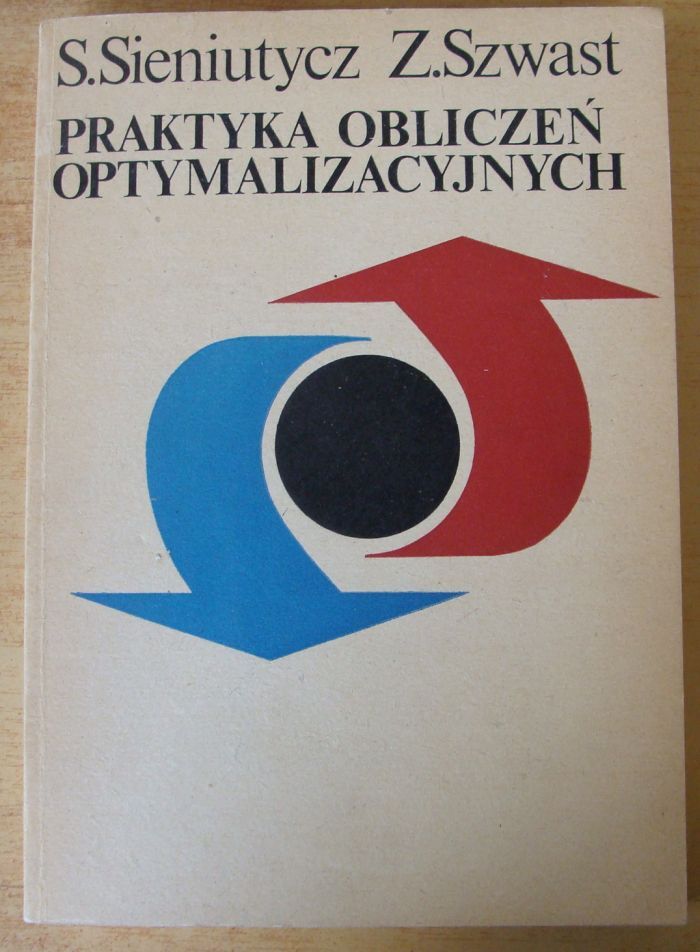 S.Sieniutycz Z.Szwast
PRAKTYKA OBLICZEŃ
OPTYMALIZACYJNYCH